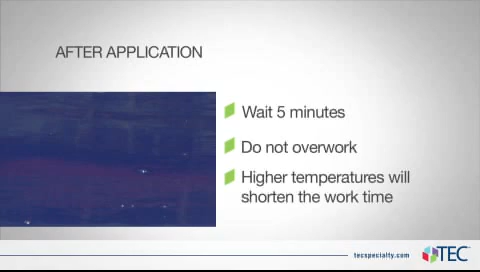 AFTER APPLICATION
Wait 5 minutes
Do not overwork
Higher temperatures will
shorten the work time
tecspecialty.com
TEC